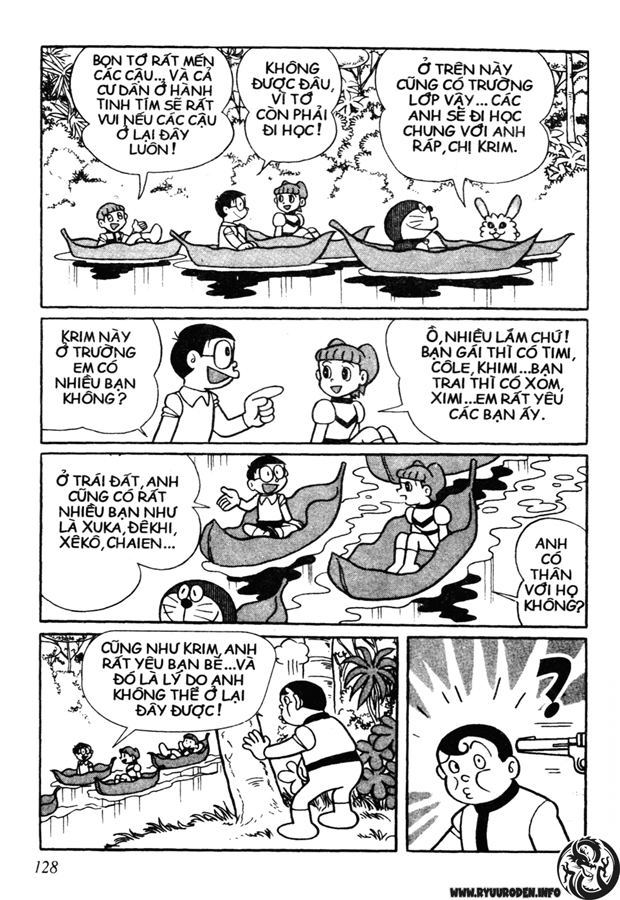 BỌN TỚ RẤT MẾN
CÁC CẬU... VÀ CẢ
CƯ DÂN Ở HÀNH
TINH TÍM SẼ RẤT
VUI NẾU CÁC CẬU
Ở LẠI ĐÂY
LUÔN!
KHÔNG
ĐƯỢC ĐÂU,
VÌ TỚ
CÒN PHẢI
ĐI HỌC!
Ở TRÊN NÀY
CŨNG CÓ TRƯỜNG
LỚP VẬY... CÁC
ANH SẼ ĐI HỌC
CHUNG VỚI ANH
RÁP, CHỊ KRIM.
KRIM NÀY
Ở TRƯỜNG
EM CÓ
NHIỀU BẠN
KHÔNG?
Ồ, NHIỀU LẮM CHỨ!
BẠN GÁI THÌ CÓ TIMI,
CÔLE, KHIMI...BẠN
TRAI THÌ CÓ XÔM,
XIMI...EM RẤT YÊU
CÁC BẠN ẤY.
Ở TRÁI ĐẤT, ANH
CŨNG CÓ RẤT
NHIỀU BẠN NHƯ
LÀ XUKA, ĐÊKHI,
XÊKÔ, CHAIEN...
ANH
CÓ
THÂN
VỚI HỌ
KHÔNG?
CŨNG NHƯ KRIM, ANH
RẤT YÊU BẠN BÈ...VÀ
ĐÓ LÀ LÝ DO ANH
KHÔNG THỂ Ở LẠI
ĐÂY ĐƯỢC!
?
128
WWW.RYUURODEN.INFO